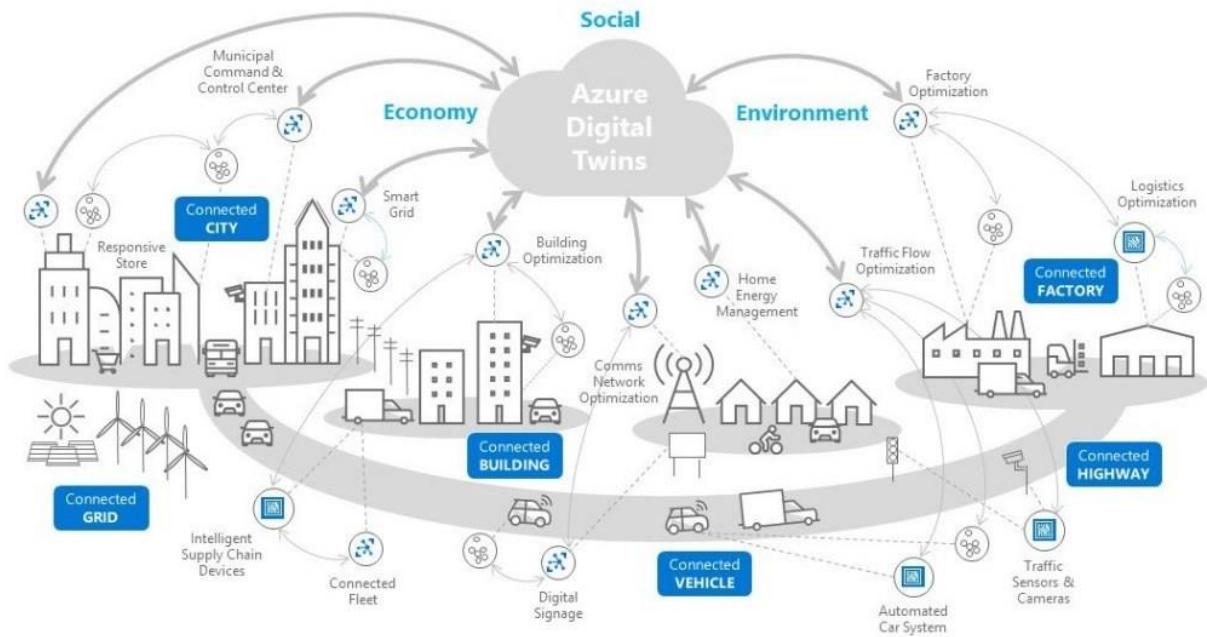 Social
Municipal
Command &
Control Center
Factory
Optimization
Azure
Digital
Twins
Economy
Environment
Connected
CITY
Smart
Grid
Logistics
Optimization
Responsive
Store
Building
Optimization
Home
Energy
Management
Traffic Flow
Optimization
Connected
FACTORY
Comms
Network
Optimization
Connected
BUILDING
Connected
HIGHWAY
Connected
GRID
Intelligent
Supply Chain
Devices
Connected
Fleet
Digital
Signage
Connected
VEHICLE
Automated
Car System
Traffic
Sensors &
Cameras